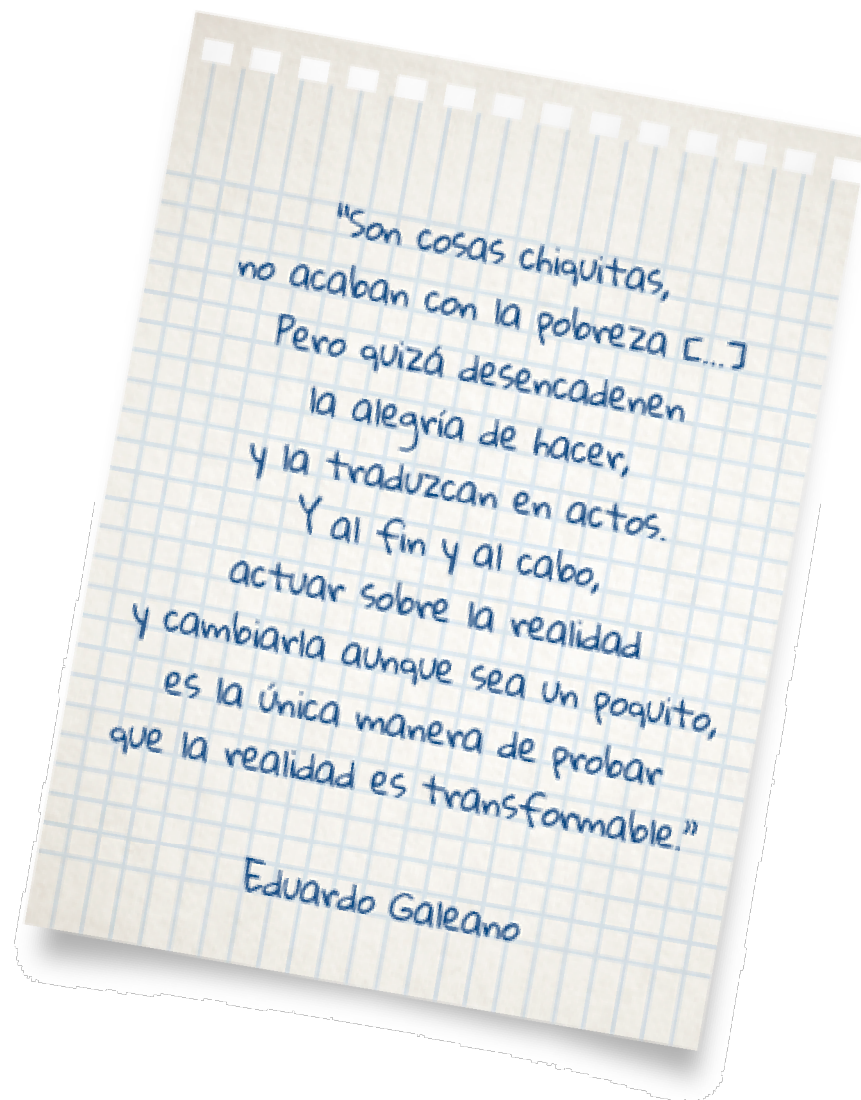 "Son cosas chiquitas,
no acaban con la pobreza [...]
Pero quizá desencadenen
la alegría de hacer,
y la traduzcan en actos.
Y al fin y al cabo,
actuar sobre la realidad
y cambiarla aunque sea un poquito,
es la única manera de probar
que la realidad es transformable."
Eduardo Galeano